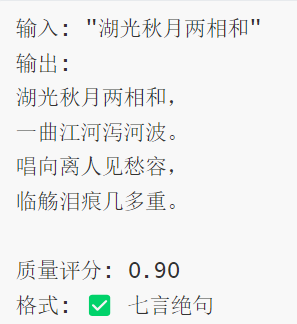 输入: "湖光秋月两相和"
输出:
湖光秋月两相和，
一曲江河泻河波。
唱向离人见愁容，
临觞泪痕几多重。
质量评分: 0.90
格式: ✅ 七言绝句